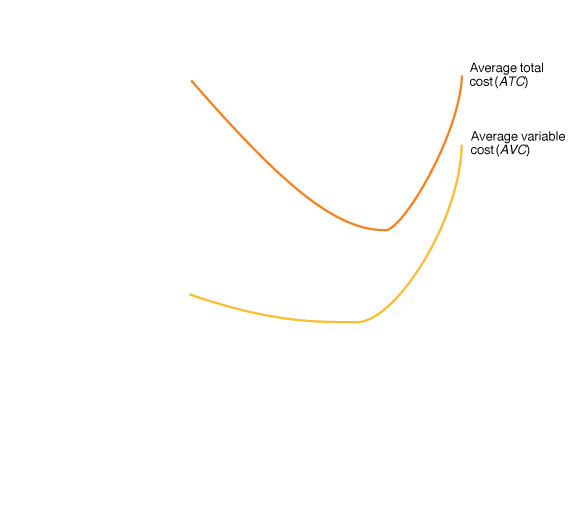 Average total
cost (ATC)
Average variable
cost (AVC)